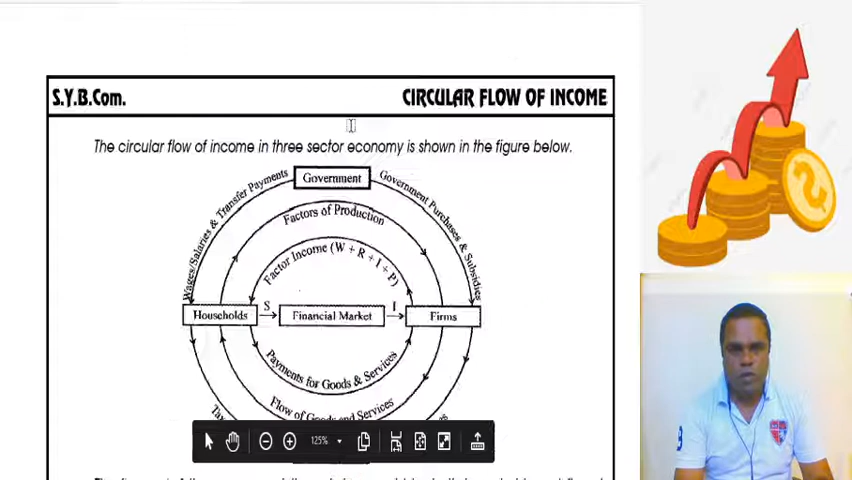 S.Y.B.Com.
CIRCULAR FLOW OF INCOME
The circular flow of income in three sector economy is shown in the figure below.
Government
Wages/Salaries & Transfer Payments
Government Purchases & Subsidies
Factors of Production
Factor Income (W + R + I + P)
Households
S
Financial Market
I
Firms
Payments for Goods & Services
Flow of Goods and Services
125%